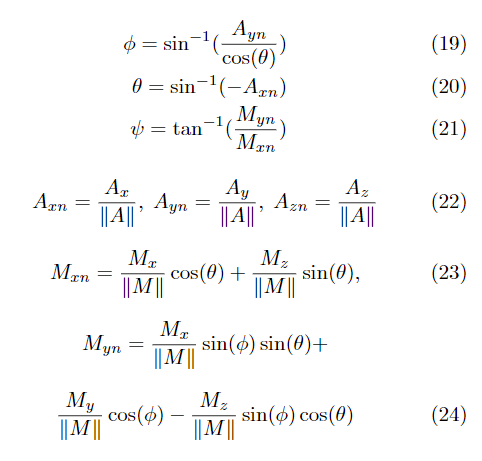 ϕ = sin⁻¹(A_yn / cos(θ)) (19)
θ = sin⁻¹(−A_xn) (20)
ψ = tan⁻¹(M_yn / M_xn) (21)
A_xn = A_x / ‖A‖, A_yn = A_y / ‖A‖, A_zn = A_z / ‖A‖ (22)
M_xn = M_x / ‖M‖ cos(θ) + M_z / ‖M‖ sin(θ), (23)
M_yn = M_x / ‖M‖ sin(ϕ) sin(θ)+
M_y / ‖M‖ cos(ϕ) − M_z / ‖M‖ sin(ϕ) cos(θ) (24)